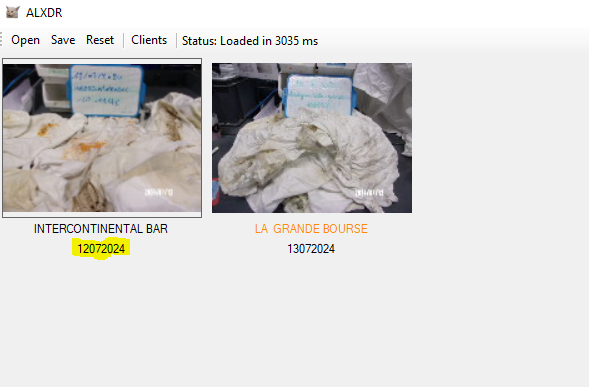 ALXDR
Open Save Reset Clients Status: Loaded in 3035 ms
INTERCONTINENTAL BAR
12072024
LA GRANDE BOURSE
13072024